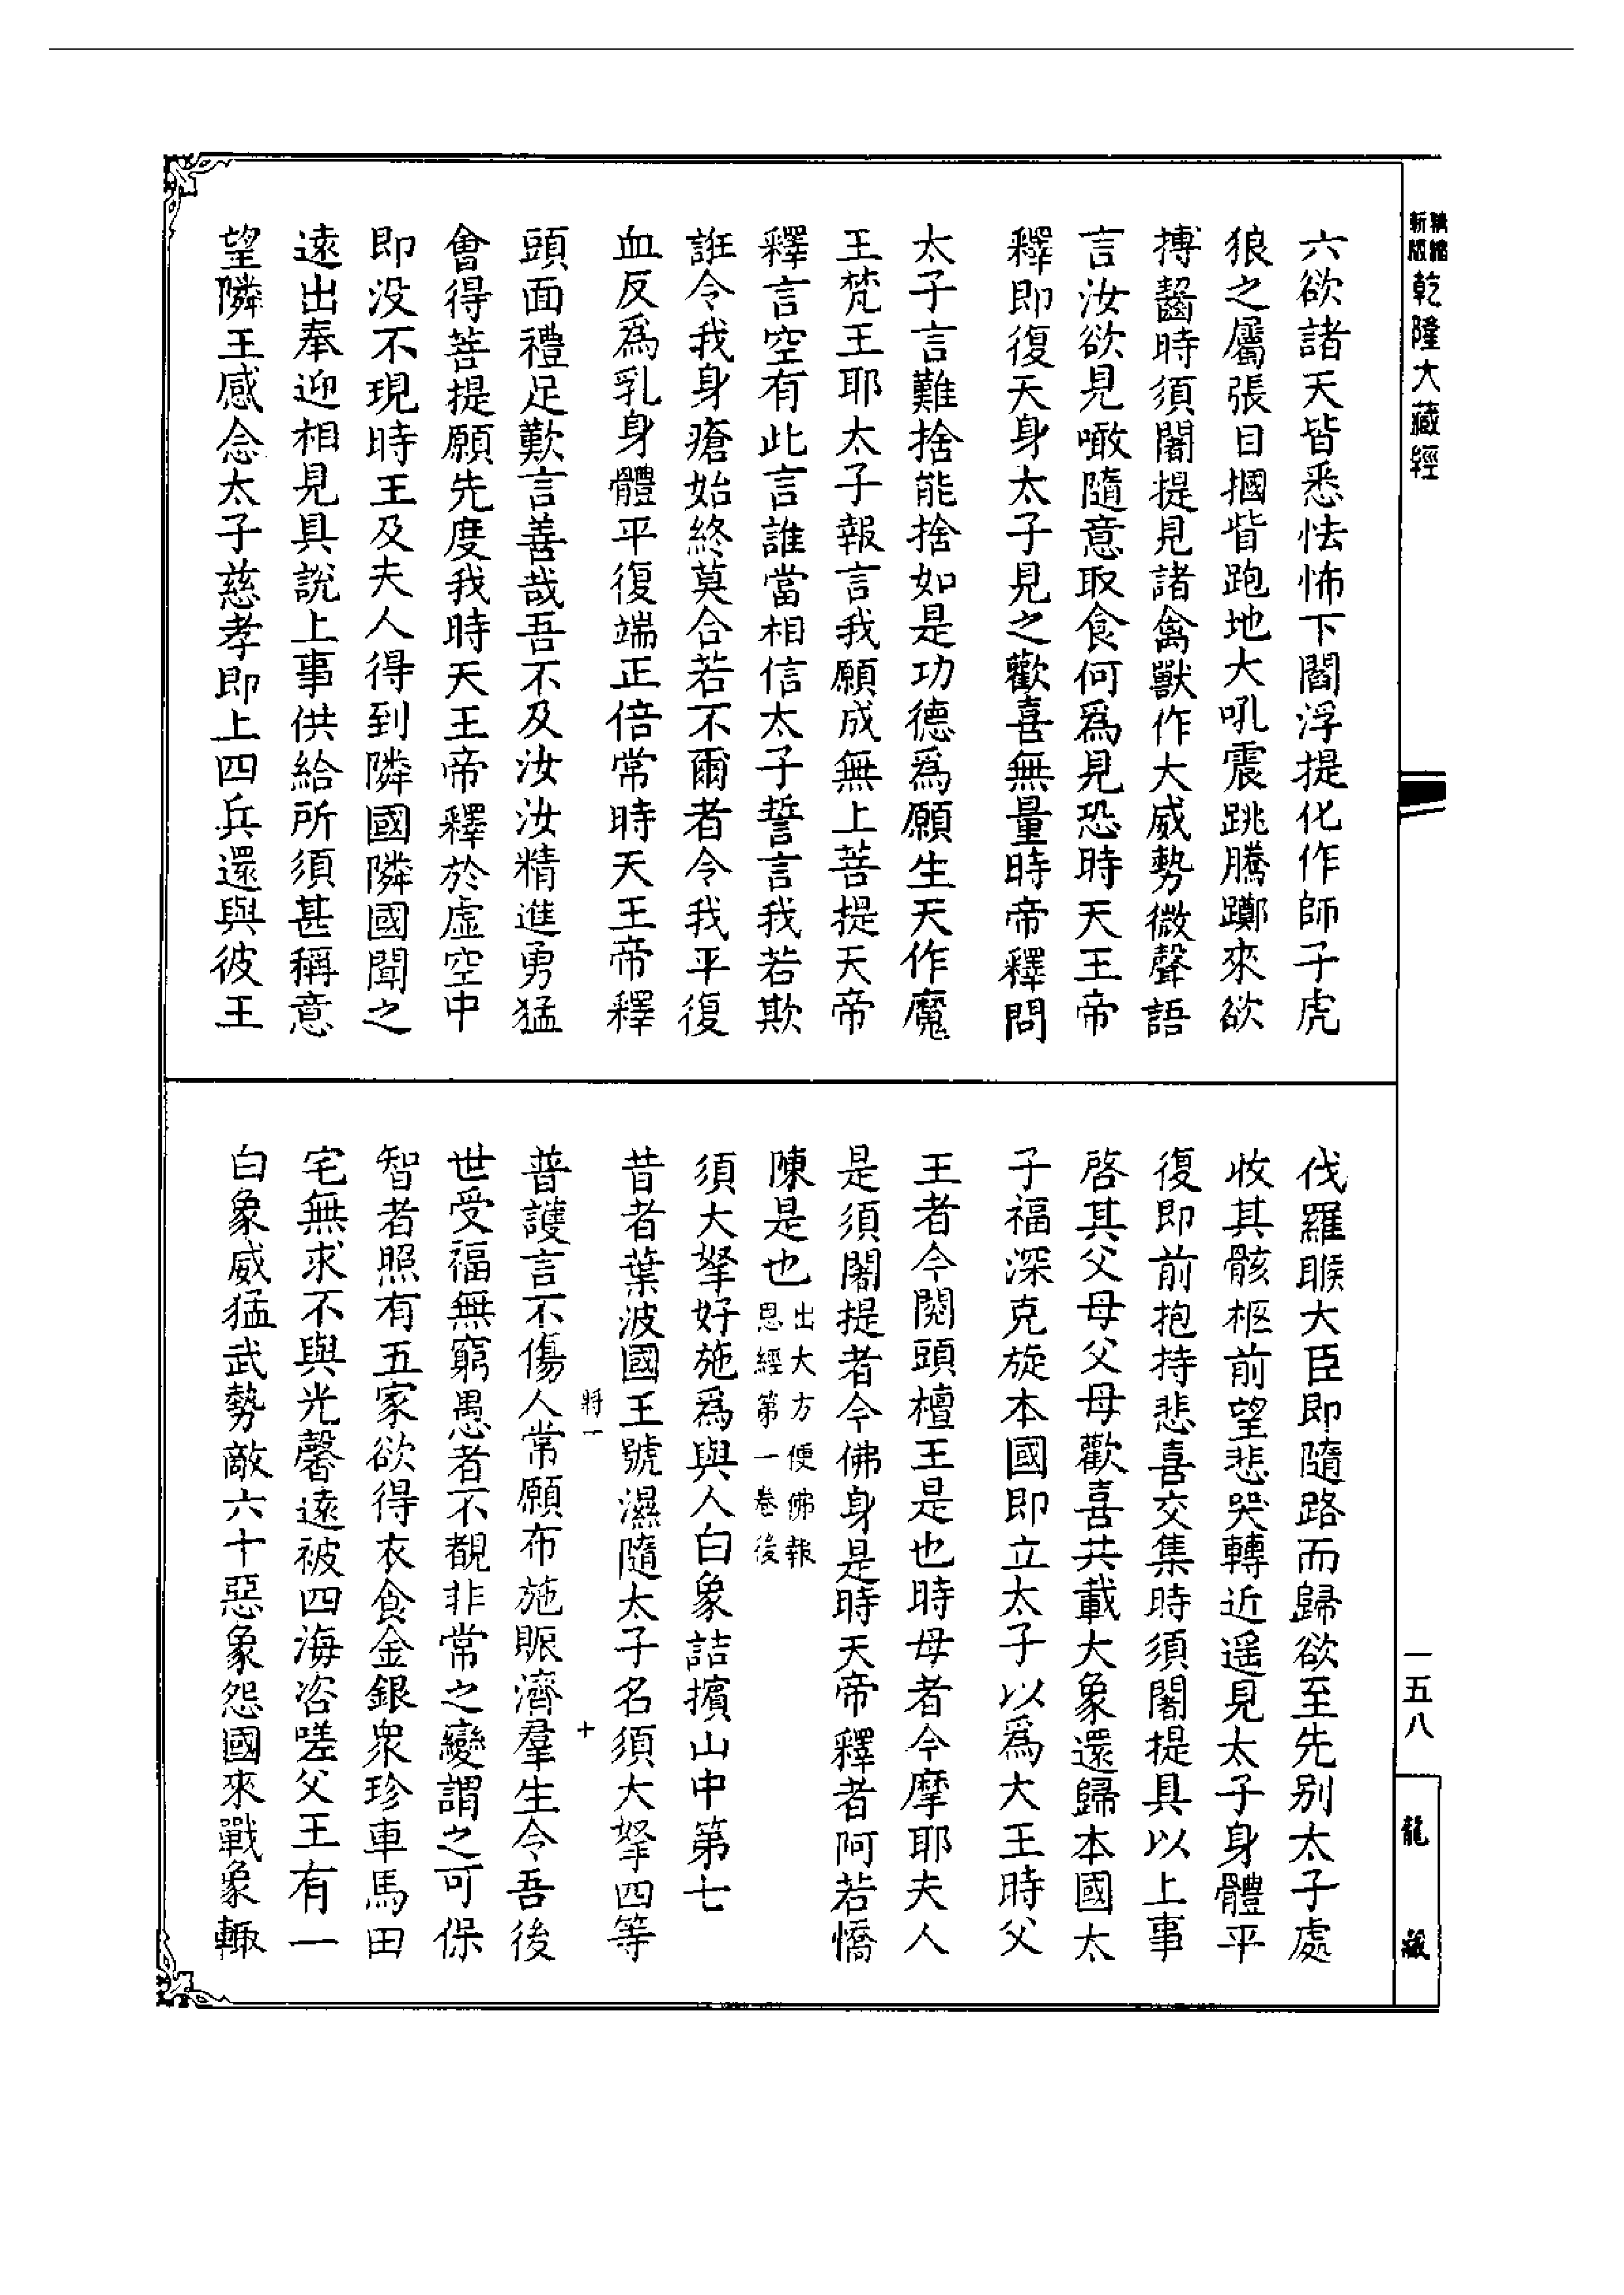 精縮新版乾隆大藏經
六欲諸天皆悉怯怖下閻浮提化作師子虎
狼之屬張目摑眥跑地大吼震跳騰躑來欲
搏齧時須闍提見諸禽獸作大威勢微聲語
言汝欲見噉隨意取食何爲見恐時天王帝
釋即復天身太子見之歡喜無量時帝釋問
太子言難捨能捨如是功德爲願生天作魔
王梵王耶太子報言我願成無上菩提天帝
釋言空有此言誰當相信太子誓言我若欺
誑令我身瘡始終莫合若不爾者令我平復
血反爲乳身體平復端正倍常時天王帝釋
頭面禮足歎言善哉吾不及汝汝精進勇猛
會得菩提願先度我時天王帝釋於虛空中
即没不現時王及夫人得到隣國隣國聞之
遠出奉迎相見具說上事供給所須甚稱意
望隣王感念太子慈孝即上四兵還與彼王
伐羅睺大臣即隨路而歸欲至先別太子處
收其骸柩前望悲哭轉近遥見太子身體平
復即前抱持悲喜交集時須闍提具以上事
啓其父母父母歡喜共載大象還歸本國太
子福深克旋本國即立太子以爲大王時父
王者今閱頭檀王是也時母者今摩耶夫人
是須闍提者今佛身是時天帝釋者阿若憍
陳是也出大方便佛報恩經第一卷後
須大拏好施爲與人白象詰擯山中第七
昔者葉波國王號濕隨太子名須大拏四等
將一 十
普護言不傷人常願布施賑濟羣生令吾後
世受福無窮愚者不覩非常之變謂之可保
智者照有五家欲得衣食金銀衆珍車馬田
宅無求不與光馨遠被四海咨嗟父王有一
白象威猛武勢敵六十惡象怨國來戰象輙
一五八
龍藏